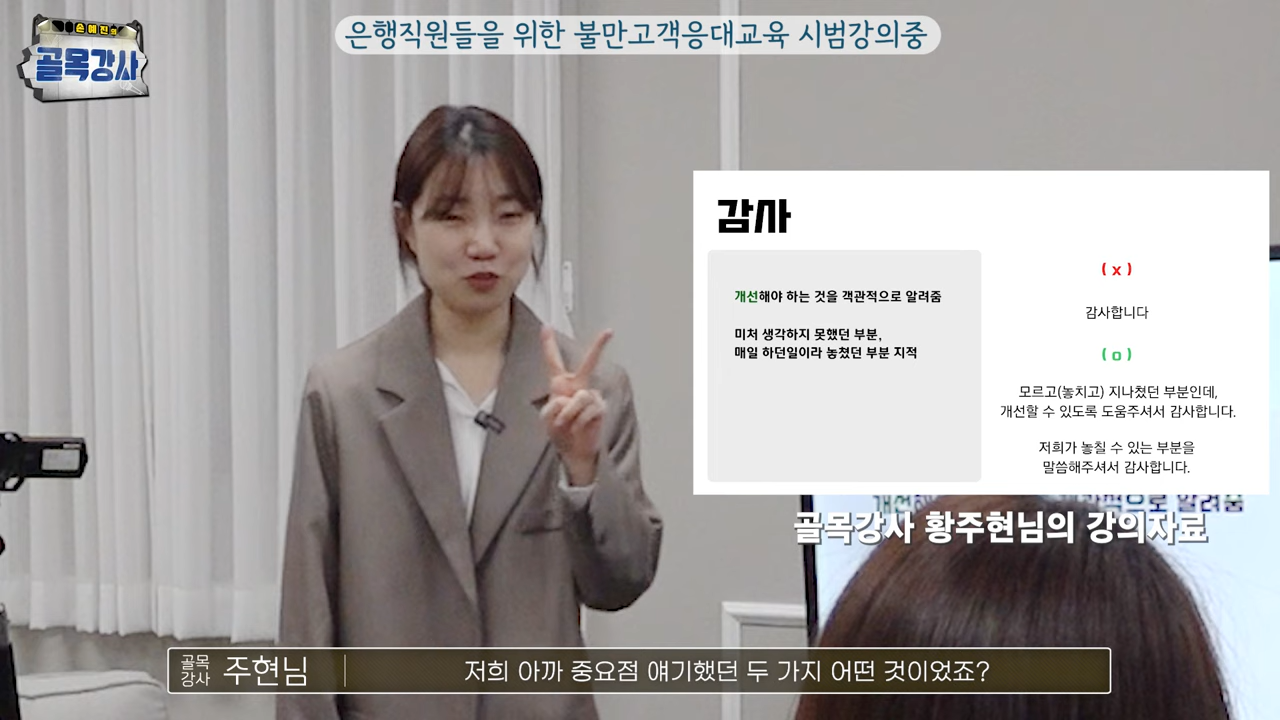 손예진의
골목강사
은행직원들을 위한 불만고객응대교육 시범강의중
감사
개선해야 하는 것을 객관적으로 알려줌
미처 생각하지 못했던 부분,
매일 하던일이라 놓쳤던 부분 지적
( x )
감사합니다
( o )
모르고(놓치고) 지나쳤던 부분인데,
개선할 수 있도록 도움주셔서 감사합니다.
저희가 놓칠 수 있는 부분을
말씀해주셔서 감사합니다.
골목강사 황주현님의 강의자료
골목
강사
주현님
저희 아까 중요점 얘기했던 두 가지 어떤 것이었죠?